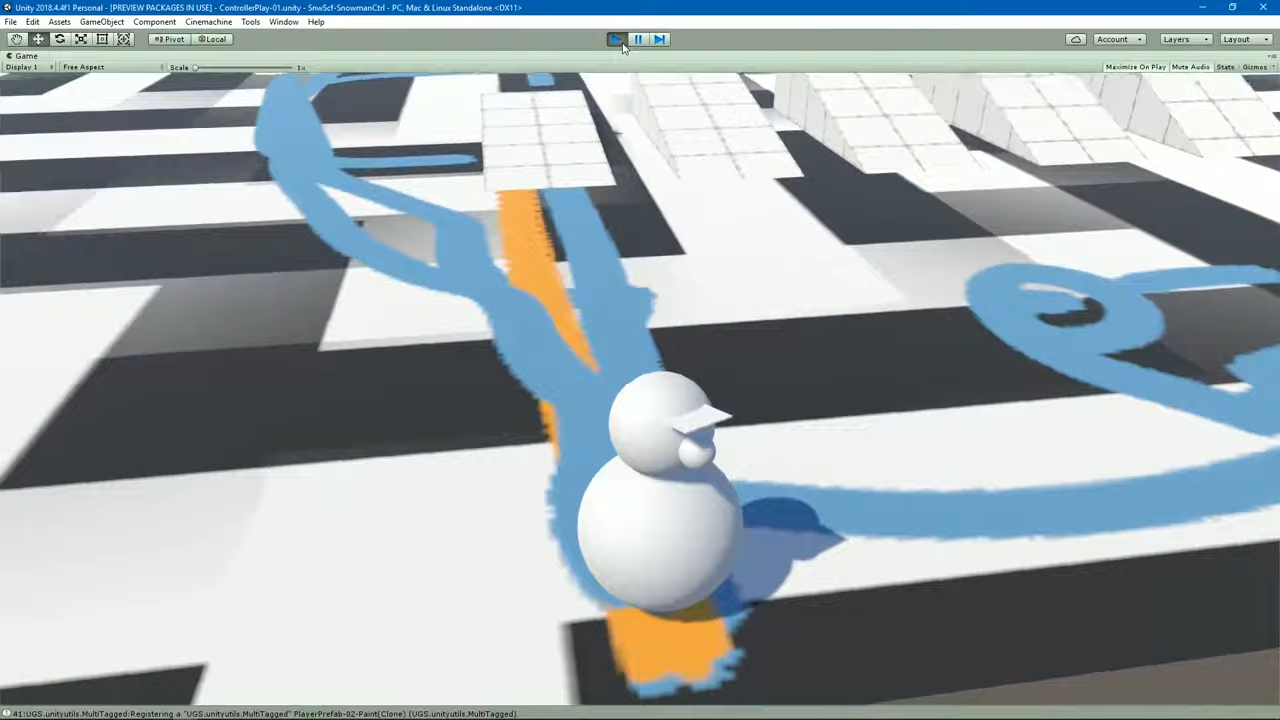 Unity 2018.4.4f1 Personal - [PREVIEW PACKAGES IN USE] - ControllerPlay-01.unity - SnwScf-SnowmanCtrl - PC, Mac & Linux Standalone <DX11>
File Edit Assets GameObject Component Cinemachine Tools Window Help
Pivot Local Account Layers Layout
Game
Display 1 Free Aspect Scale 1x Maximize On Play Mute Audio Stats Gizmos
41:UGS.unityutils.MultiTagged:Registering a "UGS.unityutils.MultiTagged" PlayerPrefab-02-Paint(Clone) (UGS.unityutils.MultiTagged)